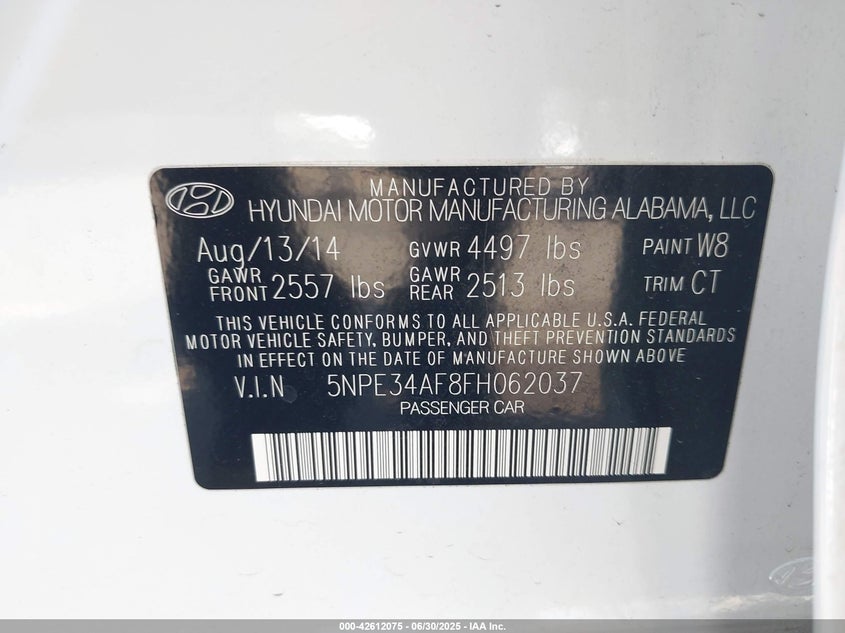 MANUFACTURED BY
HYUNDAI MOTOR MANUFACTURING ALABAMA, LLC
Aug/13/14 GVWR 4497 lbs PAINT W8
GAWR FRONT 2557 lbs GAWR REAR 2513 lbs TRIM CT
THIS VEHICLE CONFORMS TO ALL APPLICABLE U.S.A. FEDERAL
MOTOR VEHICLE SAFETY, BUMPER, AND THEFT PREVENTION STANDARDS
IN EFFECT ON THE DATE OF MANUFACTURE SHOWN ABOVE
V.I.N 5NPE34AF8FH062037
PASSENGER CAR
000-42612075 - 06/30/2025 - IAA Inc.